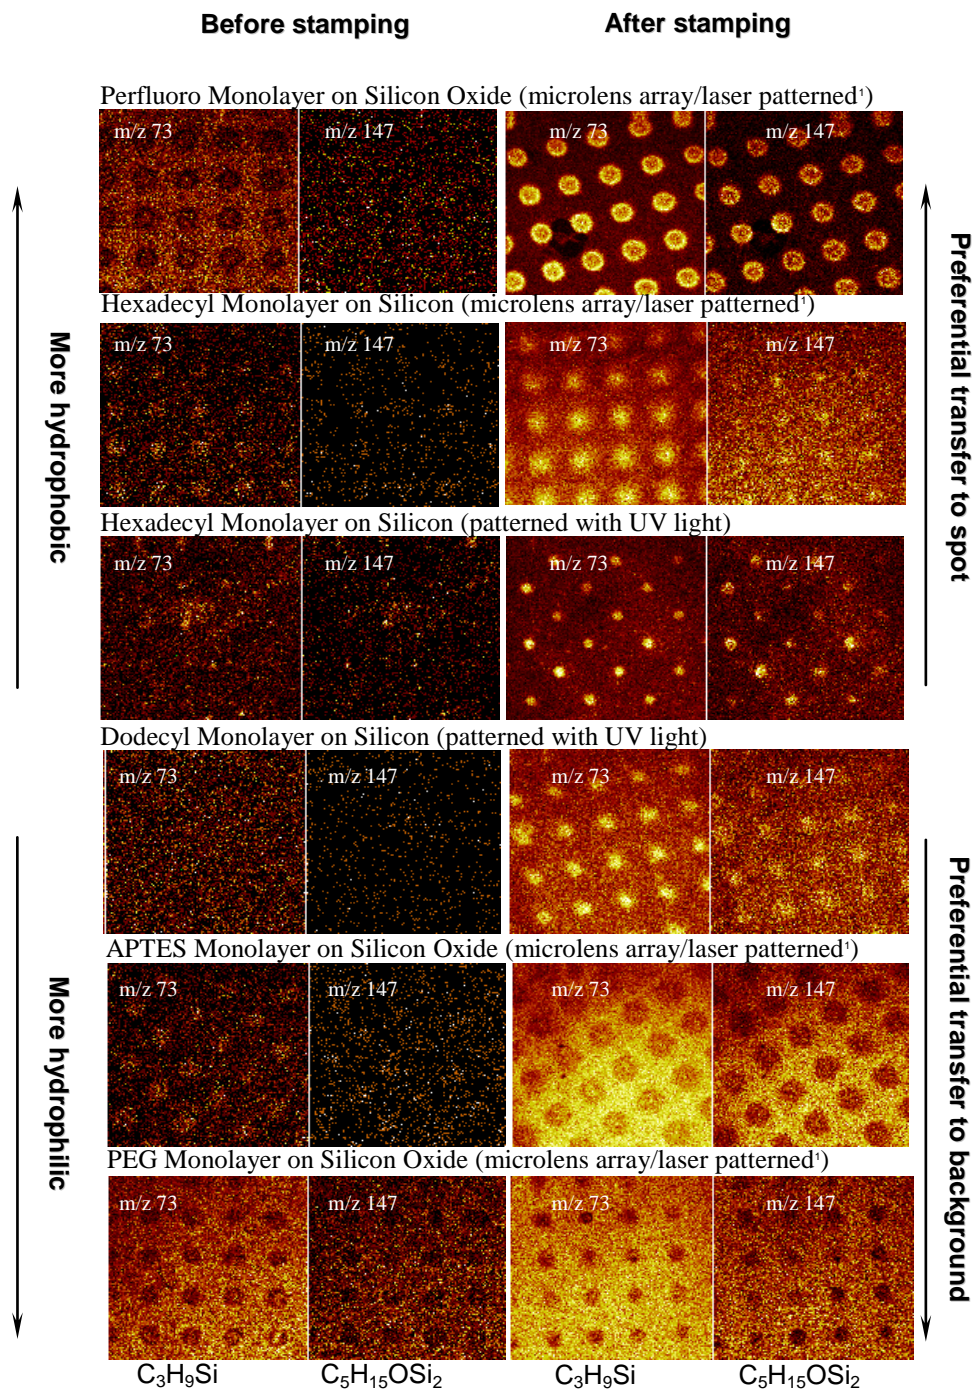 Before stamping
After stamping
Perfluoro Monolayer on Silicon Oxide (microlens array/laser patterned¹)
m/z 73
m/z 147
m/z 73
m/z 147
Hexadecyl Monolayer on Silicon (microlens array/laser patterned¹)
m/z 73
m/z 147
m/z 73
m/z 147
Hexadecyl Monolayer on Silicon (patterned with UV light)
m/z 73
m/z 147
m/z 73
m/z 147
More hydrophobic
Preferential transfer to spot
Dodecyl Monolayer on Silicon (patterned with UV light)
m/z 73
m/z 147
m/z 73
m/z 147
APTES Monolayer on Silicon Oxide (microlens array/laser patterned¹)
m/z 73
m/z 147
m/z 73
m/z 147
PEG Monolayer on Silicon Oxide (microlens array/laser patterned¹)
m/z 73
m/z 147
m/z 73
m/z 147
More hydrophilic
Preferential transfer to background
C₃H₉Si
C₅H₁₅OSi₂
C₃H₉Si
C₅H₁₅OSi₂